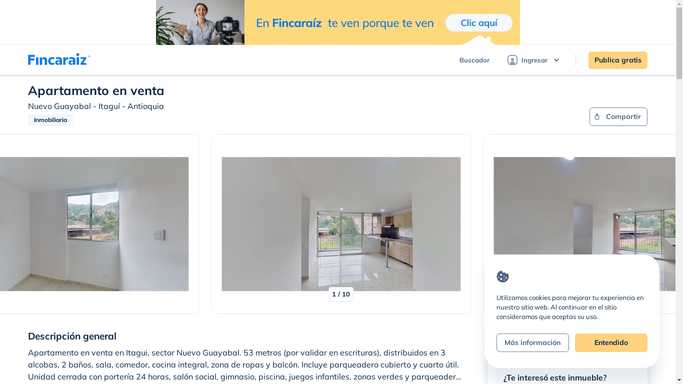 En Fincaraíz te ven porque te ven
Clic aquí
Fincaraíz
Buscador
Ingresar
Publica gratis
Apartamento en venta
Nuevo Guayabal - Itaguí - Antioquia
Inmobiliaria
Compartir
1 / 10
Utilizamos cookies para mejorar tu experiencia en
nuestro sitio web. Al continuar en el sitio
consideramos que aceptas su uso.
Más información
Entendido
Descripción general
Apartamento en venta en Itagui, sector Nuevo Guayabal. 53 metros (por validar en escrituras), distribuidos en 3
alcobas, 2 baños, sala, comedor, cocina integral, zona de ropas y balcón. Incluye parqueadero cubierto y cuarto útil.
Unidad cerrada con portería 24 horas, salón social, gimnasio, piscina, juegos infantiles, zonas verdes y parqueader...
¿Te interesó este inmueble?